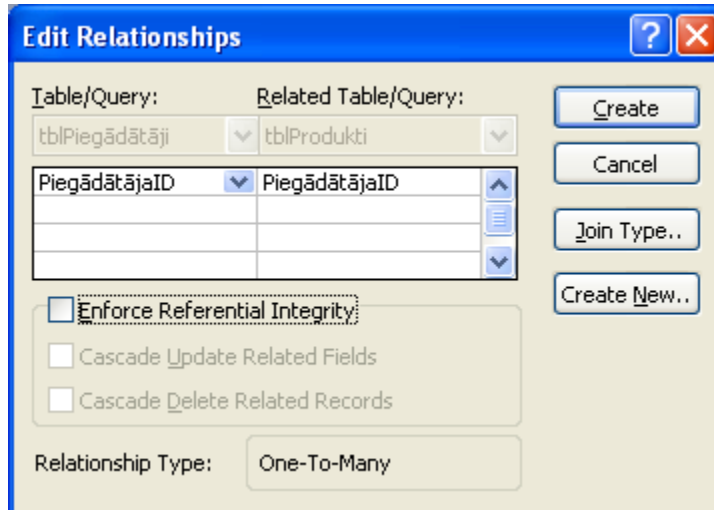 Edit Relationships
Table/Query: Related Table/Query:
tblPiegādātāji tblProdukti
PiegādātājaID PiegādātājaID
Enforce Referential Integrity
Cascade Update Related Fields
Cascade Delete Related Records
Relationship Type: One-To-Many
Create
Cancel
Join Type..
Create New..